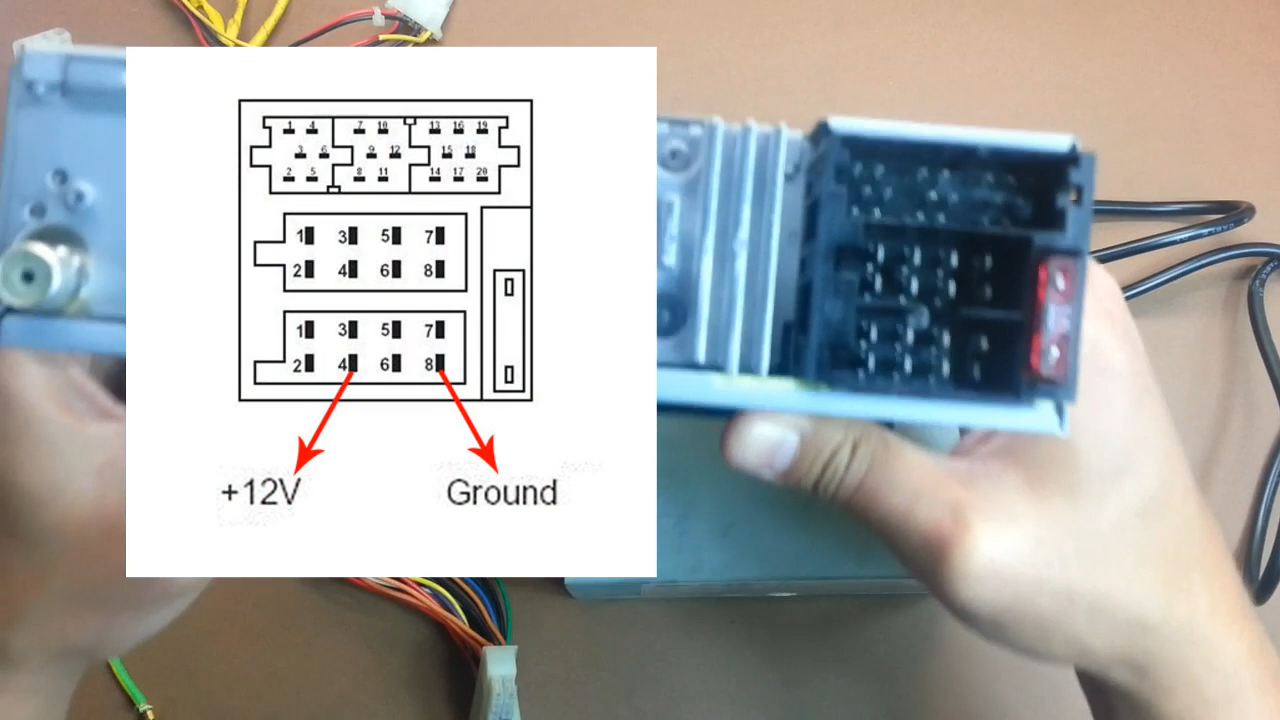 1 4 7 10 13 16 19
3 6 9 12 15 18
2 5 8 11 14 17 20
1 3 5 7
2 4 6 8
1 3 5 7
2 4 6 8
+12V Ground